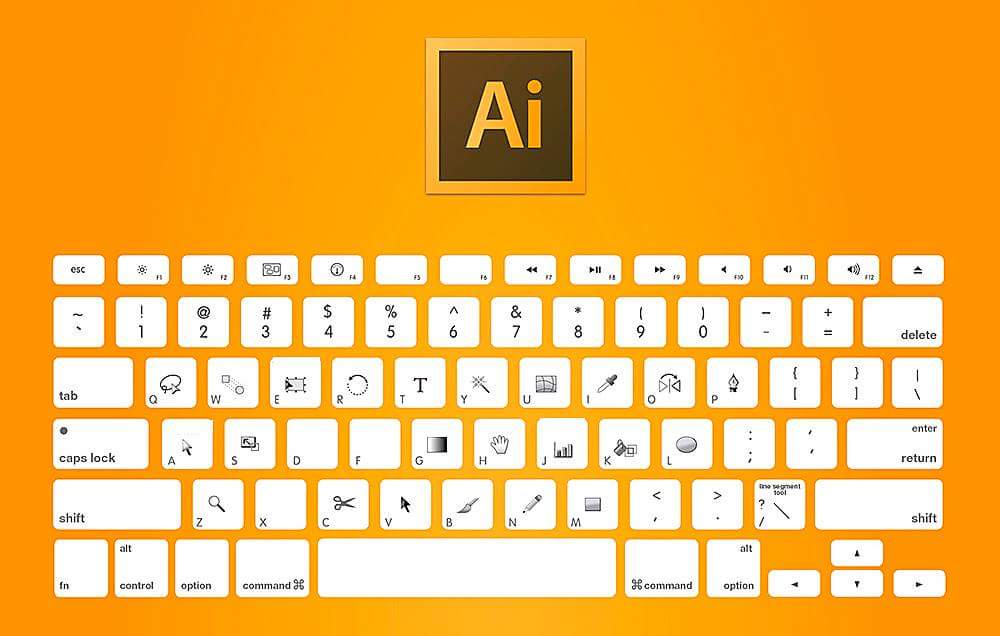 Ai
esc F1 F2 F3 F4 F5 F6 F7 F8 F9 F10 F11 F12
~ ! @ # $ % ^ & * ( ) – +
` 1 2 3 4 5 6 7 8 9 0 - = delete
tab Q W E R T T Y U I O P { [ } ] | \
caps lock A S D F G H J K L : ; ' ' enter return
shift Z X C V B N M < , > . line segment tool ? / shift
fn alt control option command ⌘ ⌘ command alt option